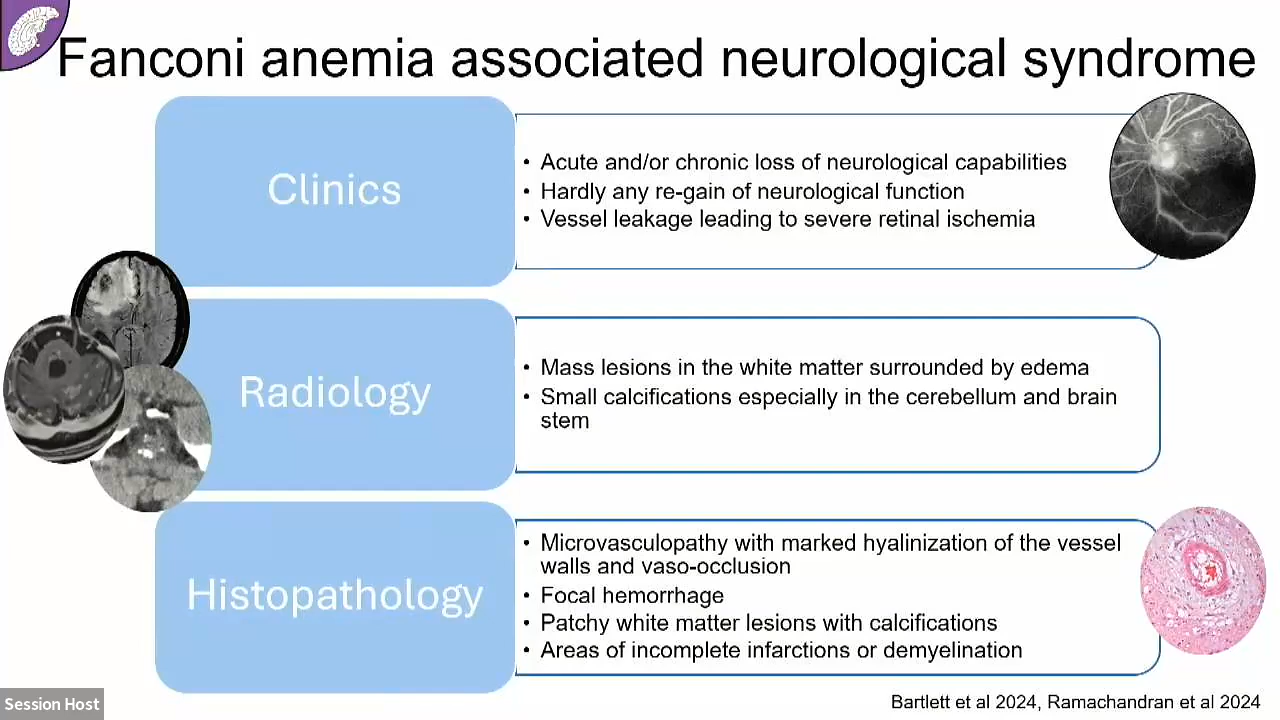 Fanconi anemia associated neurological syndrome
Clinics
• Acute and/or chronic loss of neurological capabilities
• Hardly any re-gain of neurological function
• Vessel leakage leading to severe retinal ischemia
Radiology
• Mass lesions in the white matter surrounded by edema
• Small calcifications especially in the cerebellum and brain
stem
Histopathology
• Microvasculopathy with marked hyalinization of the vessel
walls and vaso-occlusion
• Focal hemorrhage
• Patchy white matter lesions with calcifications
• Areas of incomplete infarctions or demyelination
Session Host
Bartlett et al 2024, Ramachandran et al 2024